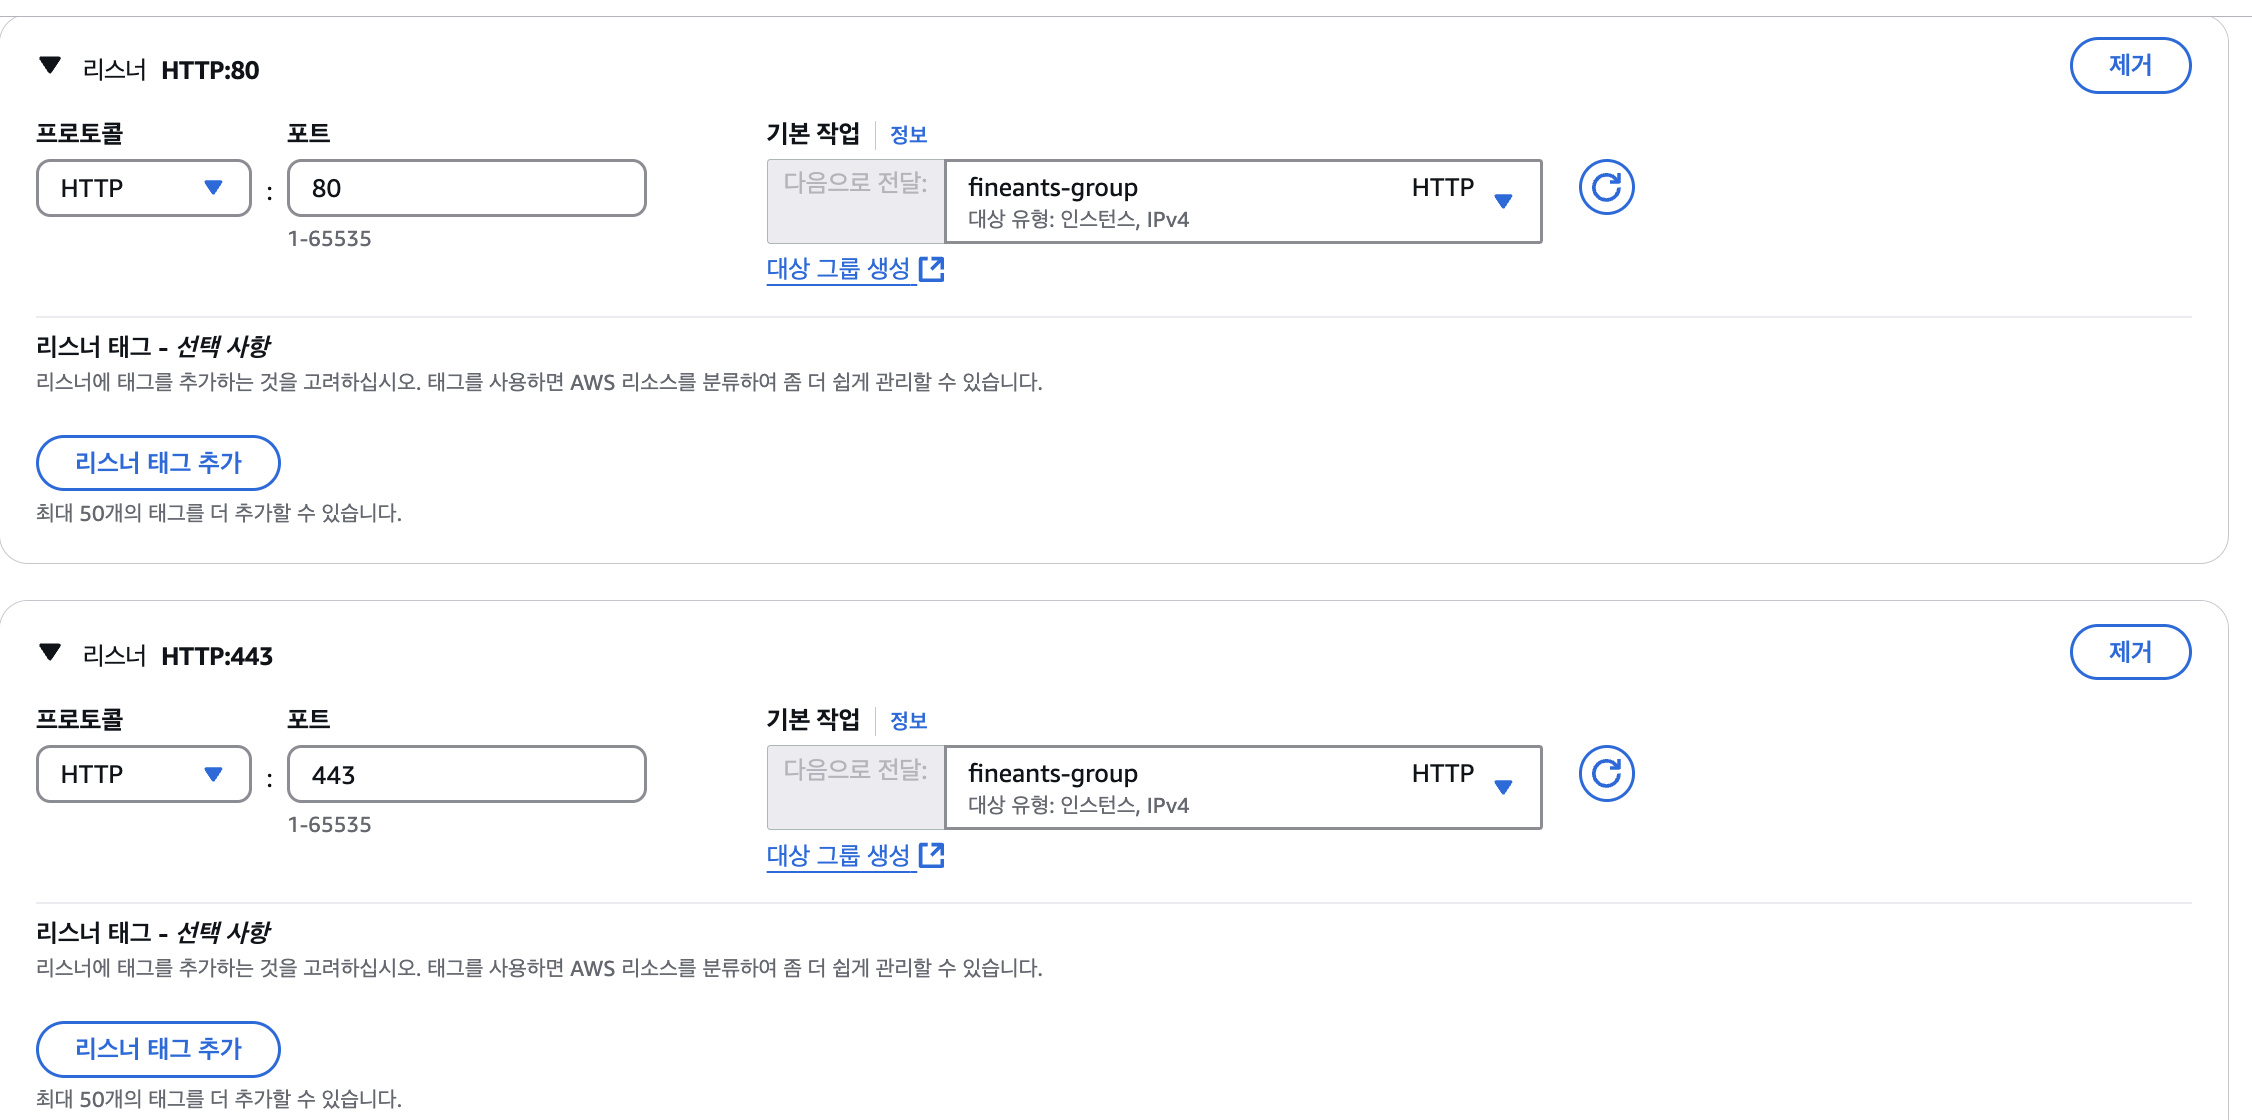 리스너 HTTP:80
제거
프로토콜
포트
기본 작업
정보
HTTP
:
80
다음으로 전달:
fineants-group
HTTP
대상 유형: 인스턴스, IPv4
1-65535
대상 그룹 생성
리스너 태그 - 선택 사항
리스너에 태그를 추가하는 것을 고려하십시오. 태그를 사용하면 AWS 리소스를 분류하여 좀 더 쉽게 관리할 수 있습니다.
리스너 태그 추가
최대 50개의 태그를 더 추가할 수 있습니다.
리스너 HTTP:443
제거
프로토콜
포트
기본 작업
정보
HTTP
:
443
다음으로 전달:
fineants-group
HTTP
대상 유형: 인스턴스, IPv4
1-65535
대상 그룹 생성
리스너 태그 - 선택 사항
리스너에 태그를 추가하는 것을 고려하십시오. 태그를 사용하면 AWS 리소스를 분류하여 좀 더 쉽게 관리할 수 있습니다.
리스너 태그 추가
최대 50개의 태그를 더 추가할 수 있습니다.